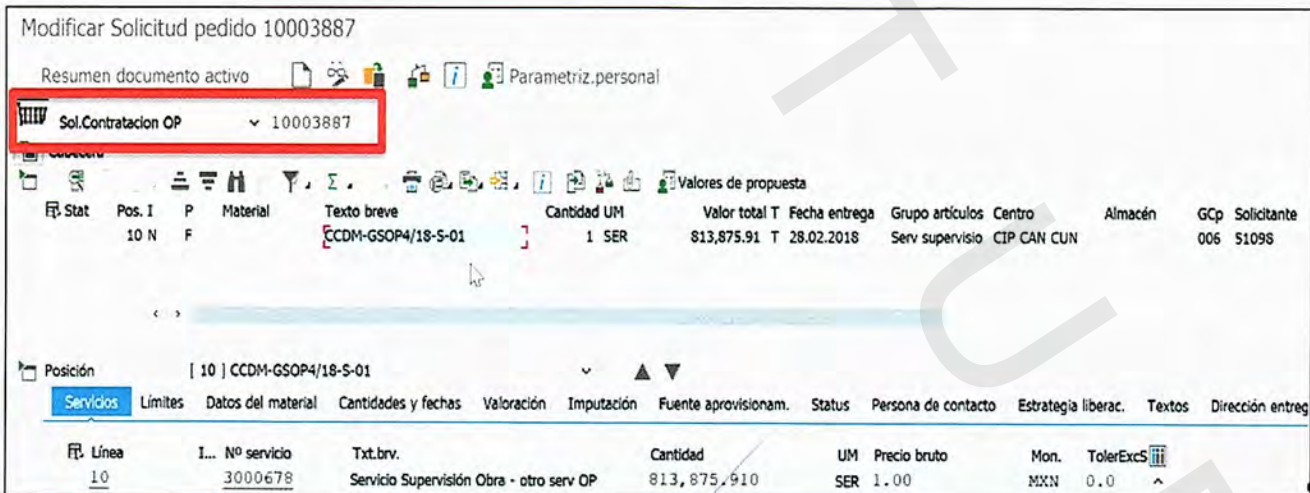 Modificar Solicitud pedido 10003887
Resumen documento activo Parametriz.personal
Sol.Contratacion OP 10003887
Valores de propuesta
Stat Pos. I P Material Texto breve Cantidad UM Valor total T Fecha entrega Grupo artículos Centro Almacén GCp Solicitante
10 N F CCDM-GSOP4/18-S-01 1 SER 813,875.91 T 28.02.2018 Serv supervisio CIP CAN CUN 006 51098
Posición [ 10 ] CCDM-GSOP4/18-S-01
Servicios Límites Datos del material Cantidades y fechas Valoración Imputación Fuente aprovisionam. Status Persona de contacto Estrategia liberac. Textos Dirección entreg
Línea I... Nº servicio Txt.brv. Cantidad UM Precio bruto Mon. TolerExcS
10 3000678 Servicio Supervisión Obra - otro serv OP 813,875.910 SER 1.00 MXN 0.0